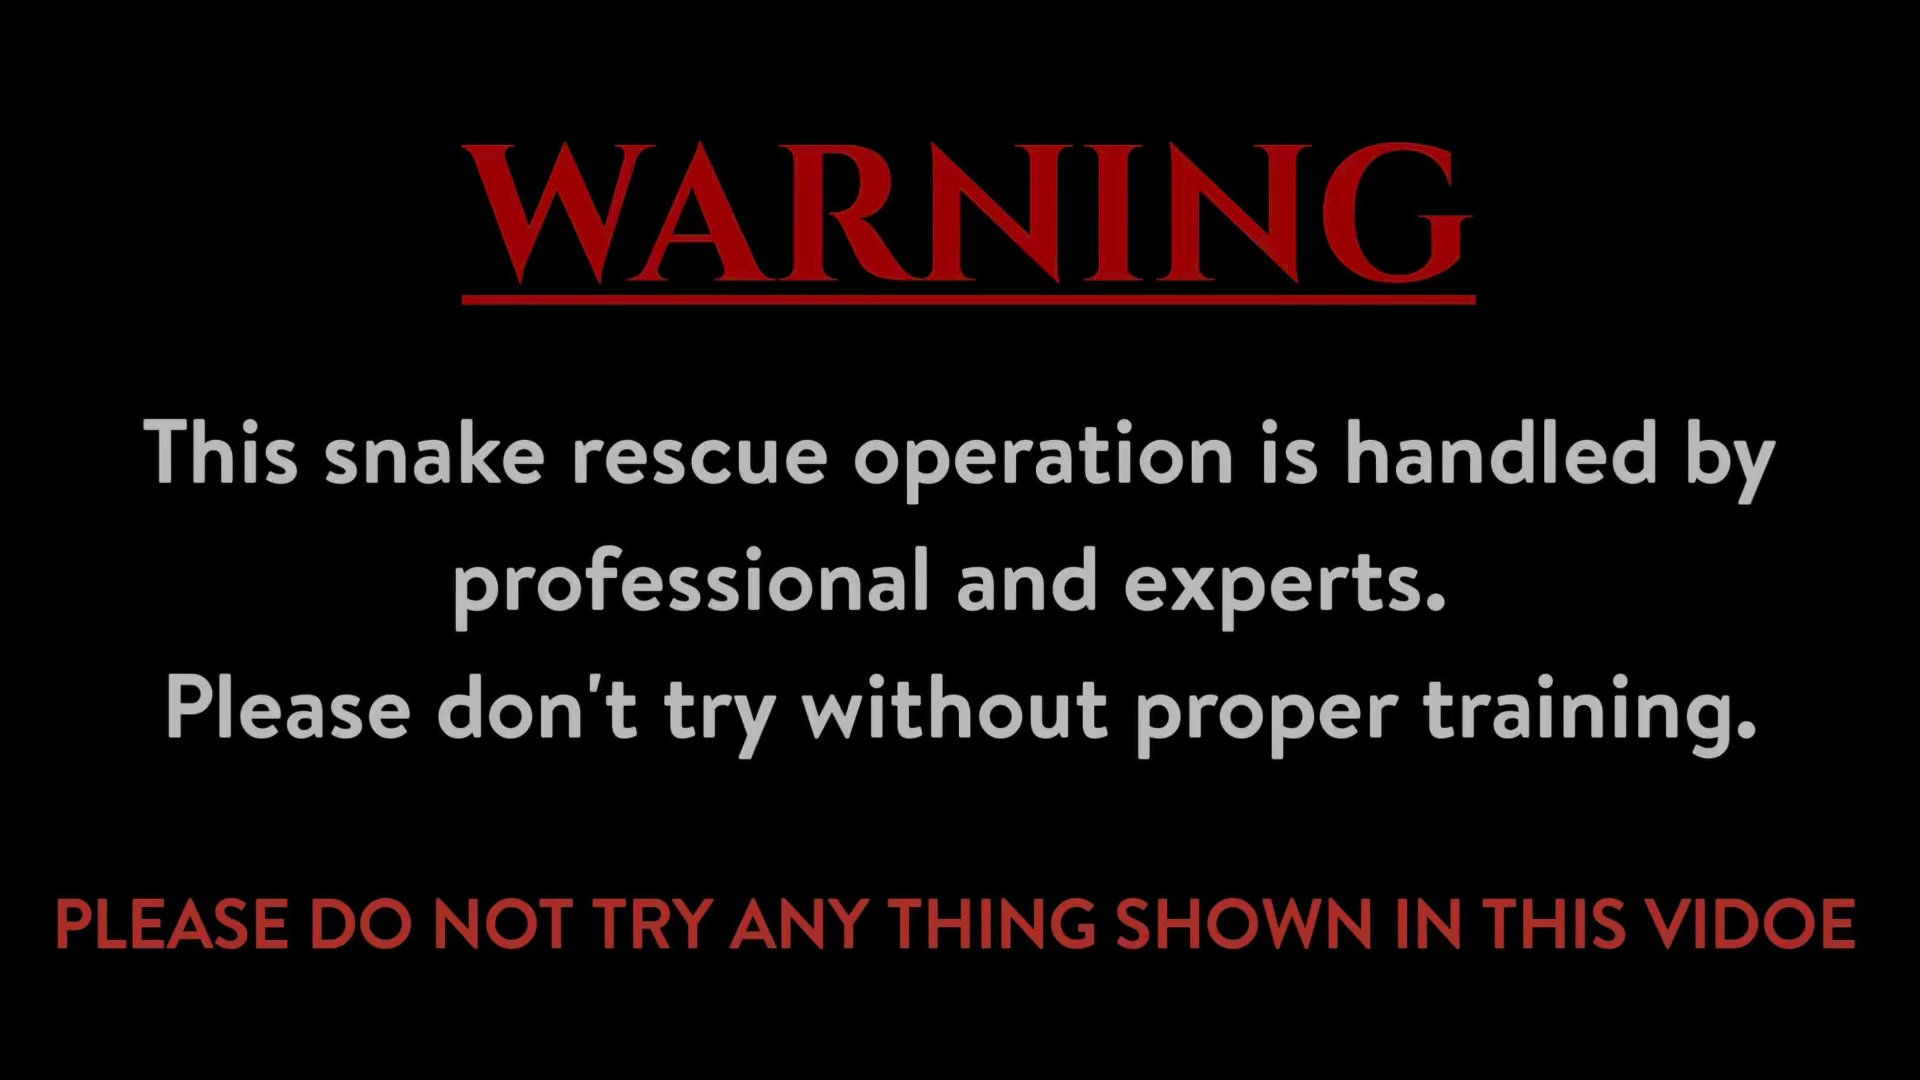 WARNING
This snake rescue operation is handled by
professional and experts.
Please don't try without proper training.
PLEASE DO NOT TRY ANY THING SHOWN IN THIS VIDOE